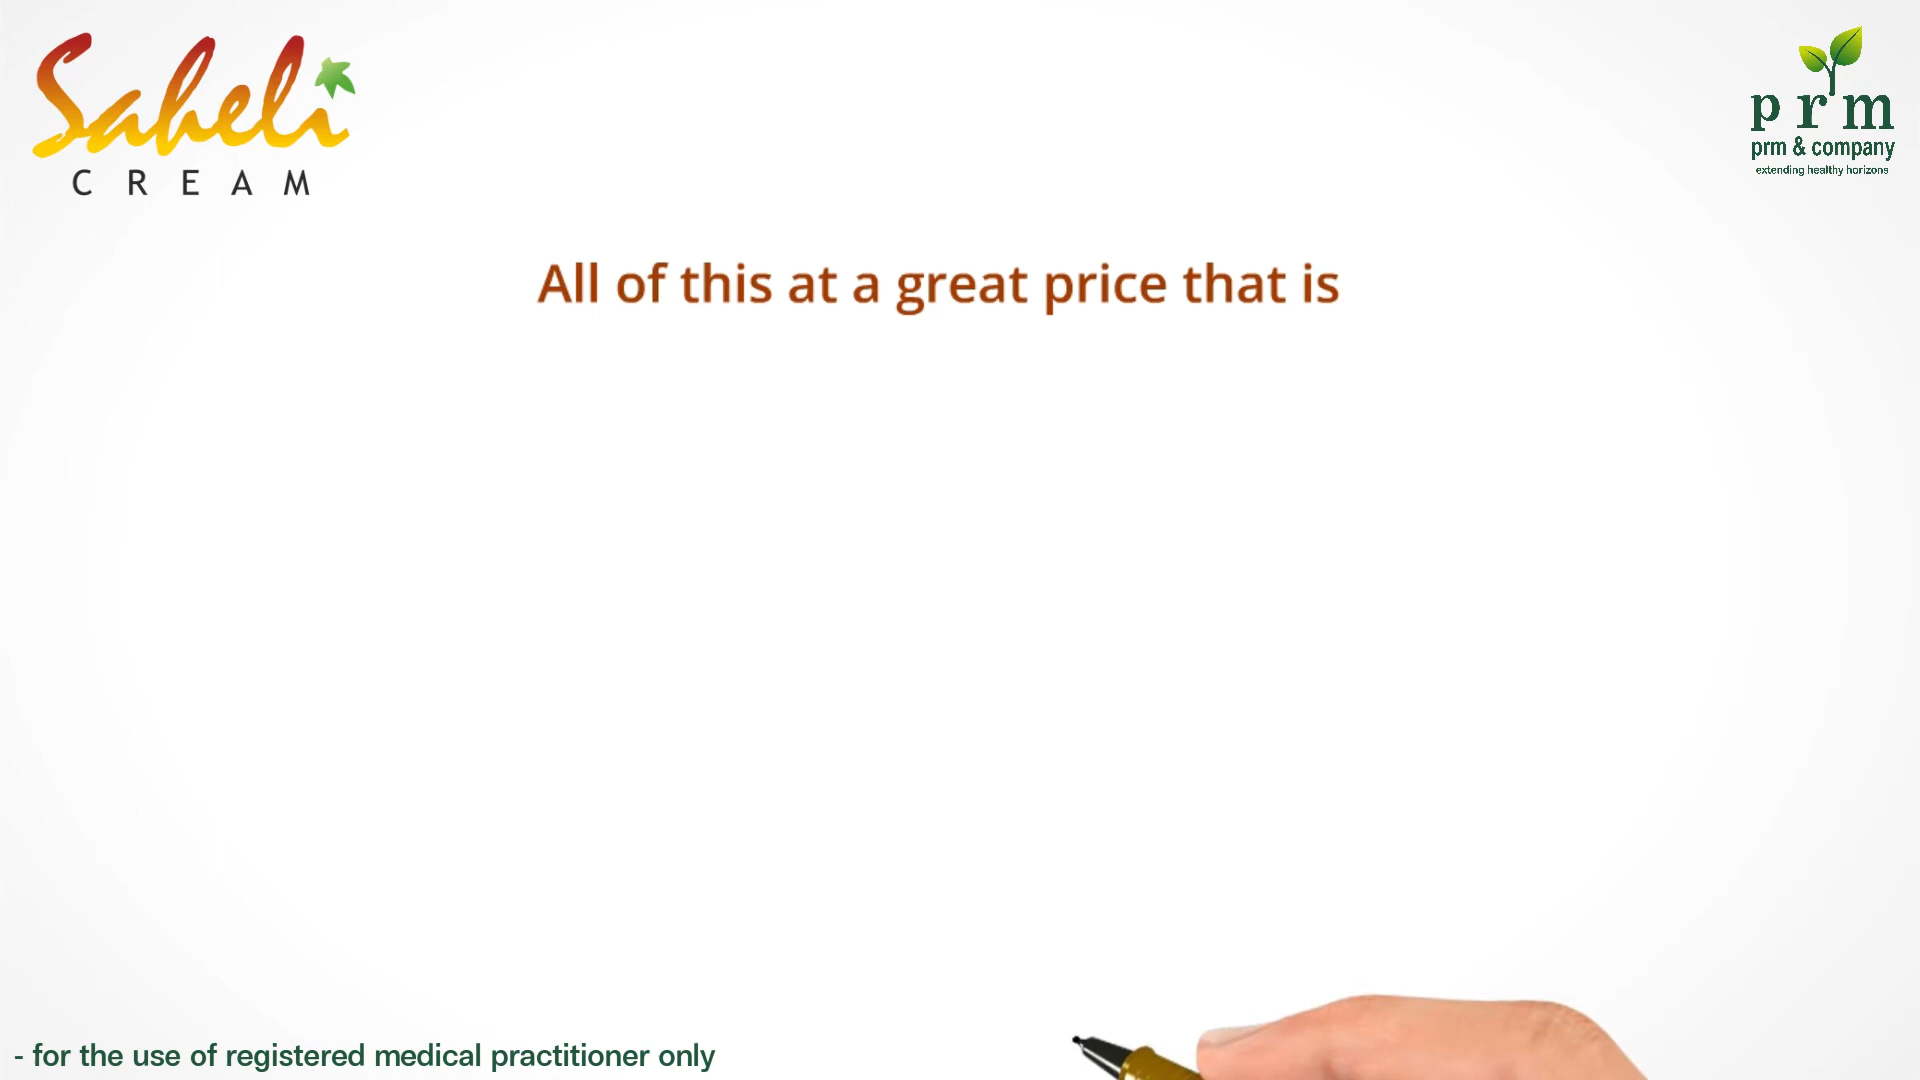 Saheli
CREAM
prm
prm & company
extending healthy horizons
All of this at a great price that is
- for the use of registered medical practitioner only